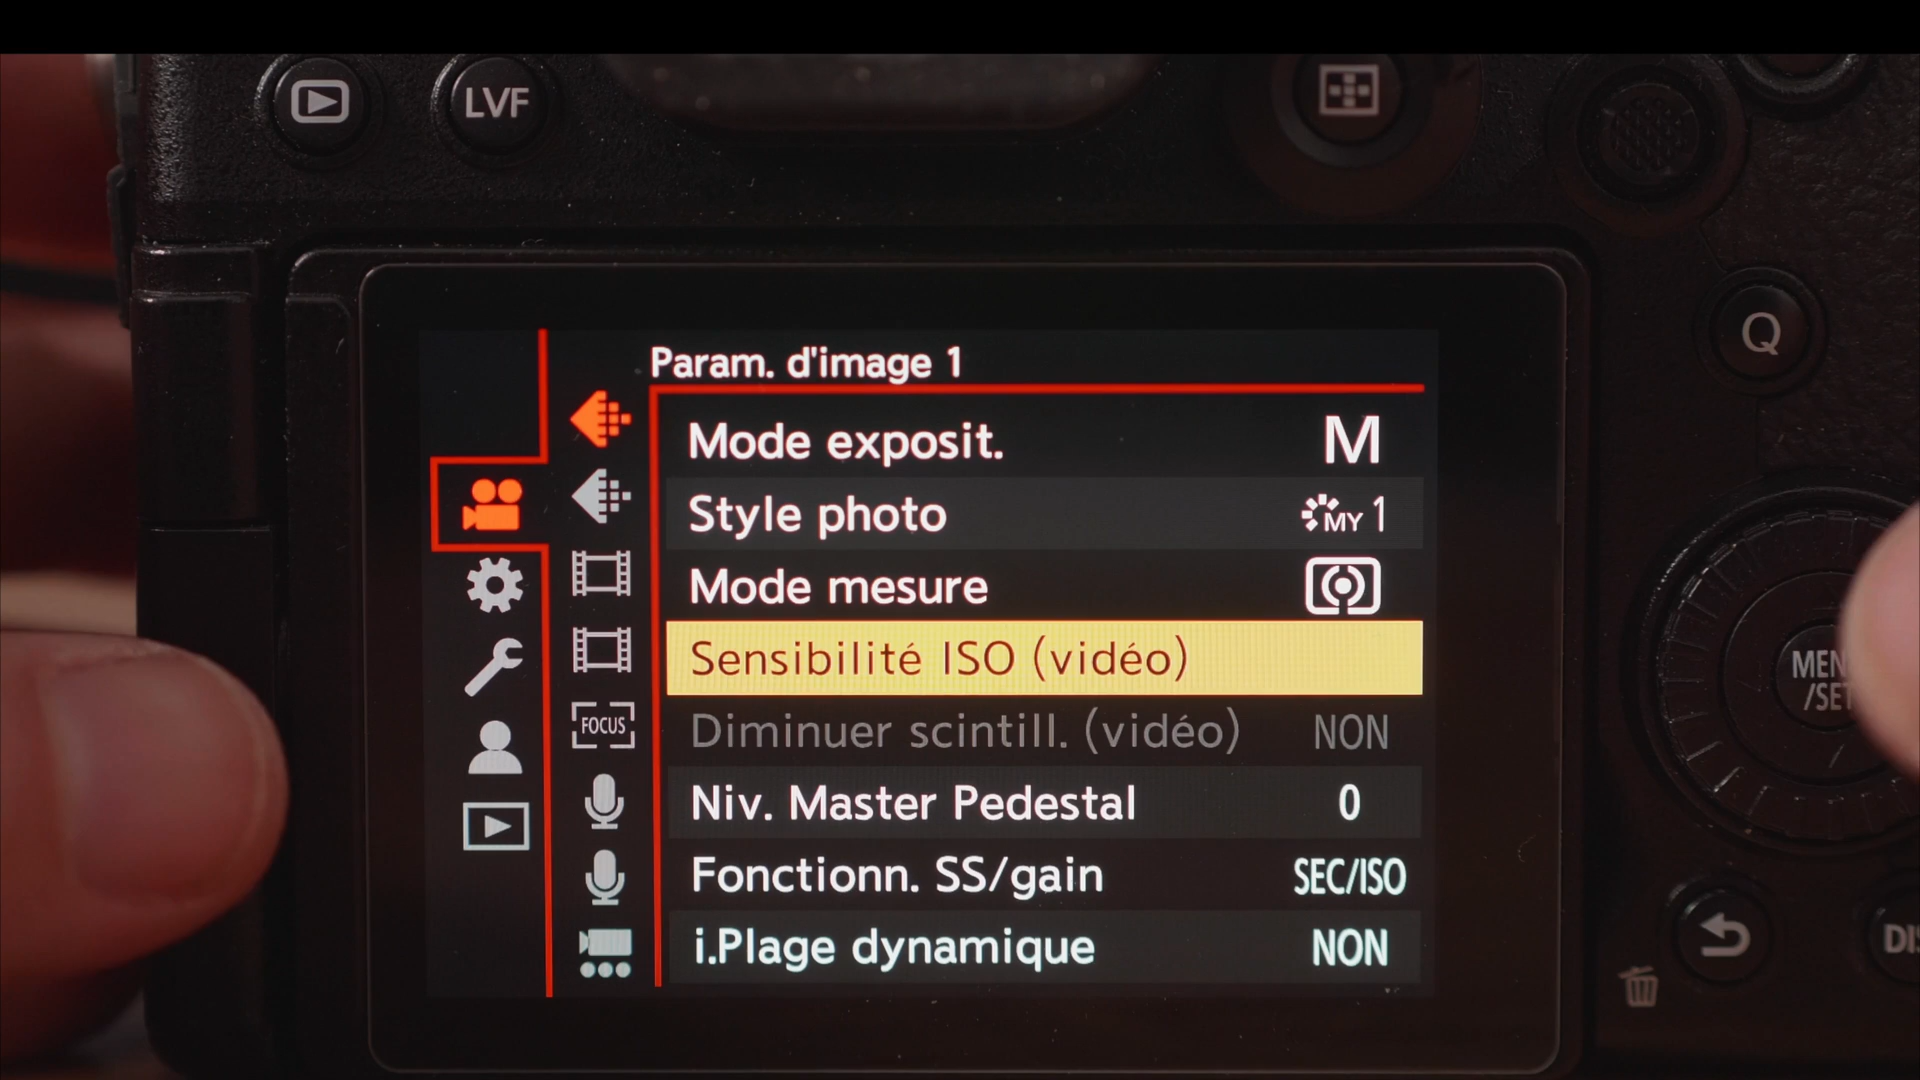 LVF
Q
Param. d'image 1
Mode exposit. M
Style photo MY 1
Mode mesure
Sensibilité ISO (vidéo)
Diminuer scintill. (vidéo) NON
Niv. Master Pedestal 0
Fonctionn. SS/gain SEC/ISO
i.Plage dynamique NON
FOCUS